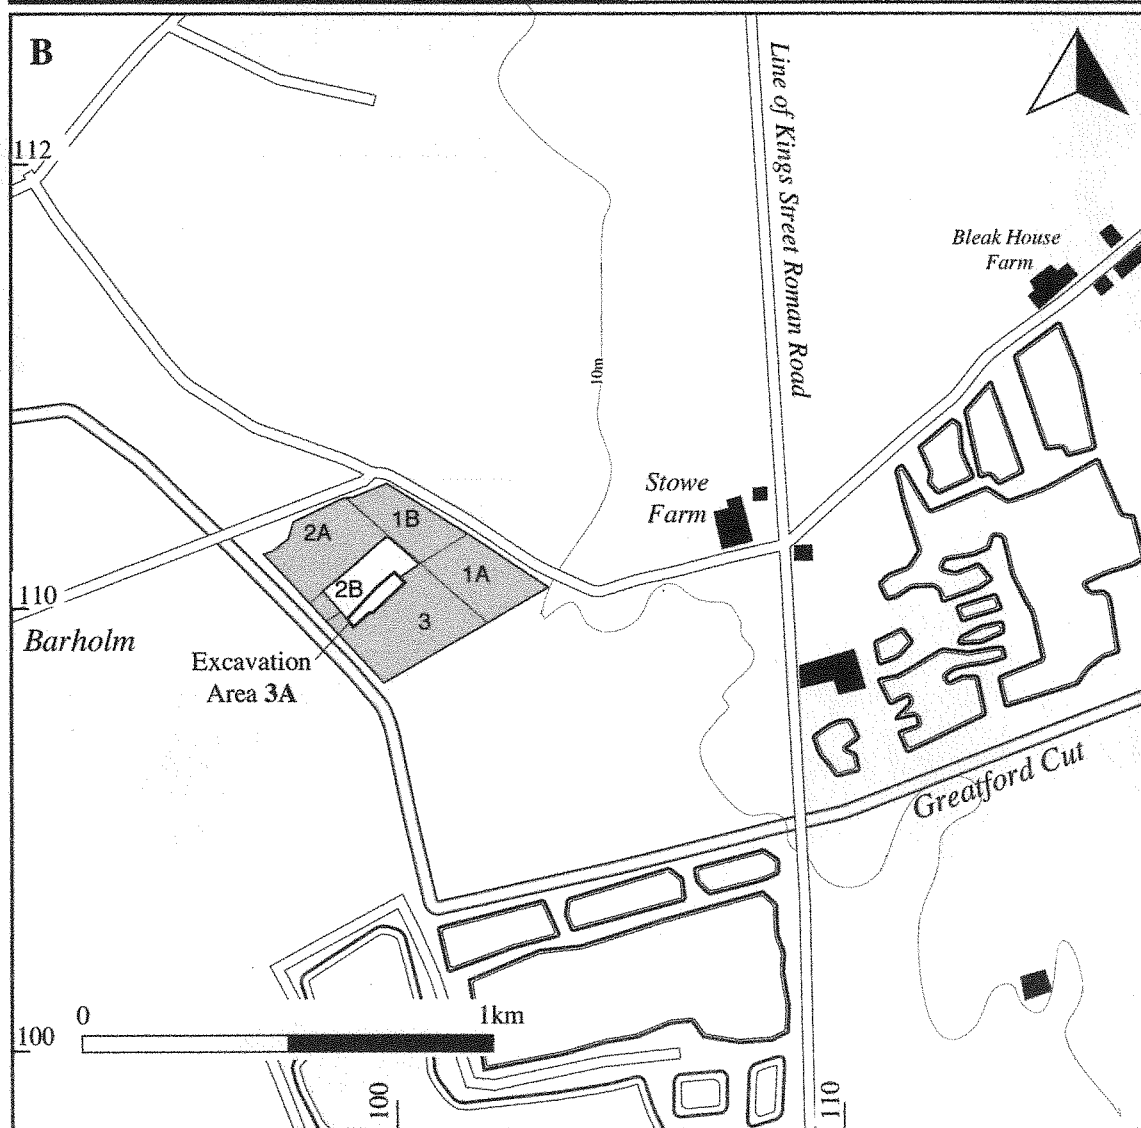 B
112
Line of Kings Street Roman Road
Bleak House
Farm
10m
Stowe
Farm
2A
1B
1A
2B
3
110
Barholm
Excavation
Area 3A
Greatford Cut
0
1km
100
100
110